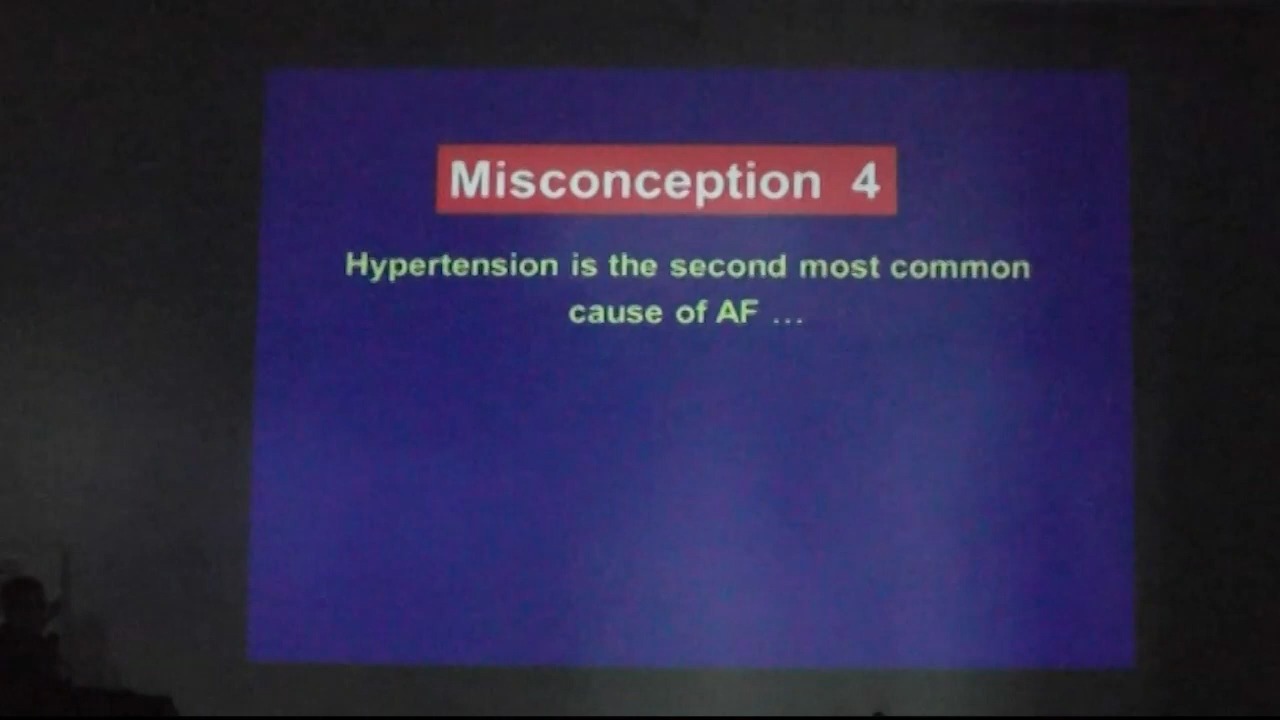 Misconception 4
Hypertension is the second most common
cause of AF ...